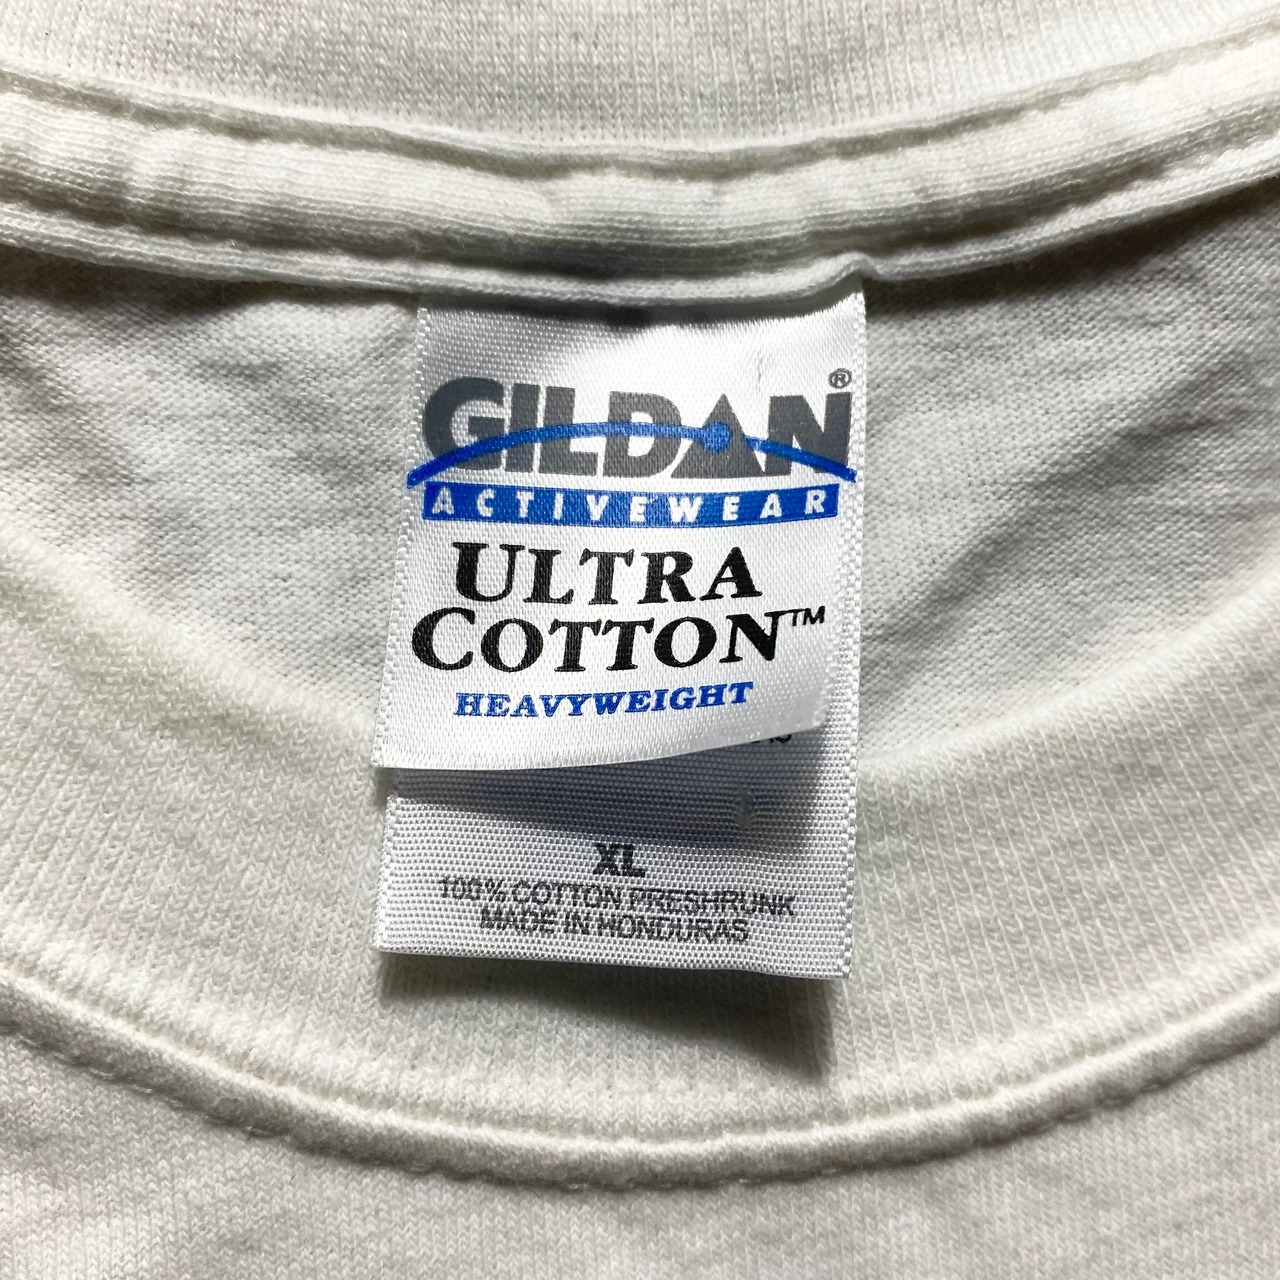 GILDAN®
ACTIVEWEAR
ULTRA
COTTON™
HEAVYWEIGHT
XL
100% COTTON PRESHRUNK
MADE IN HONDURAS